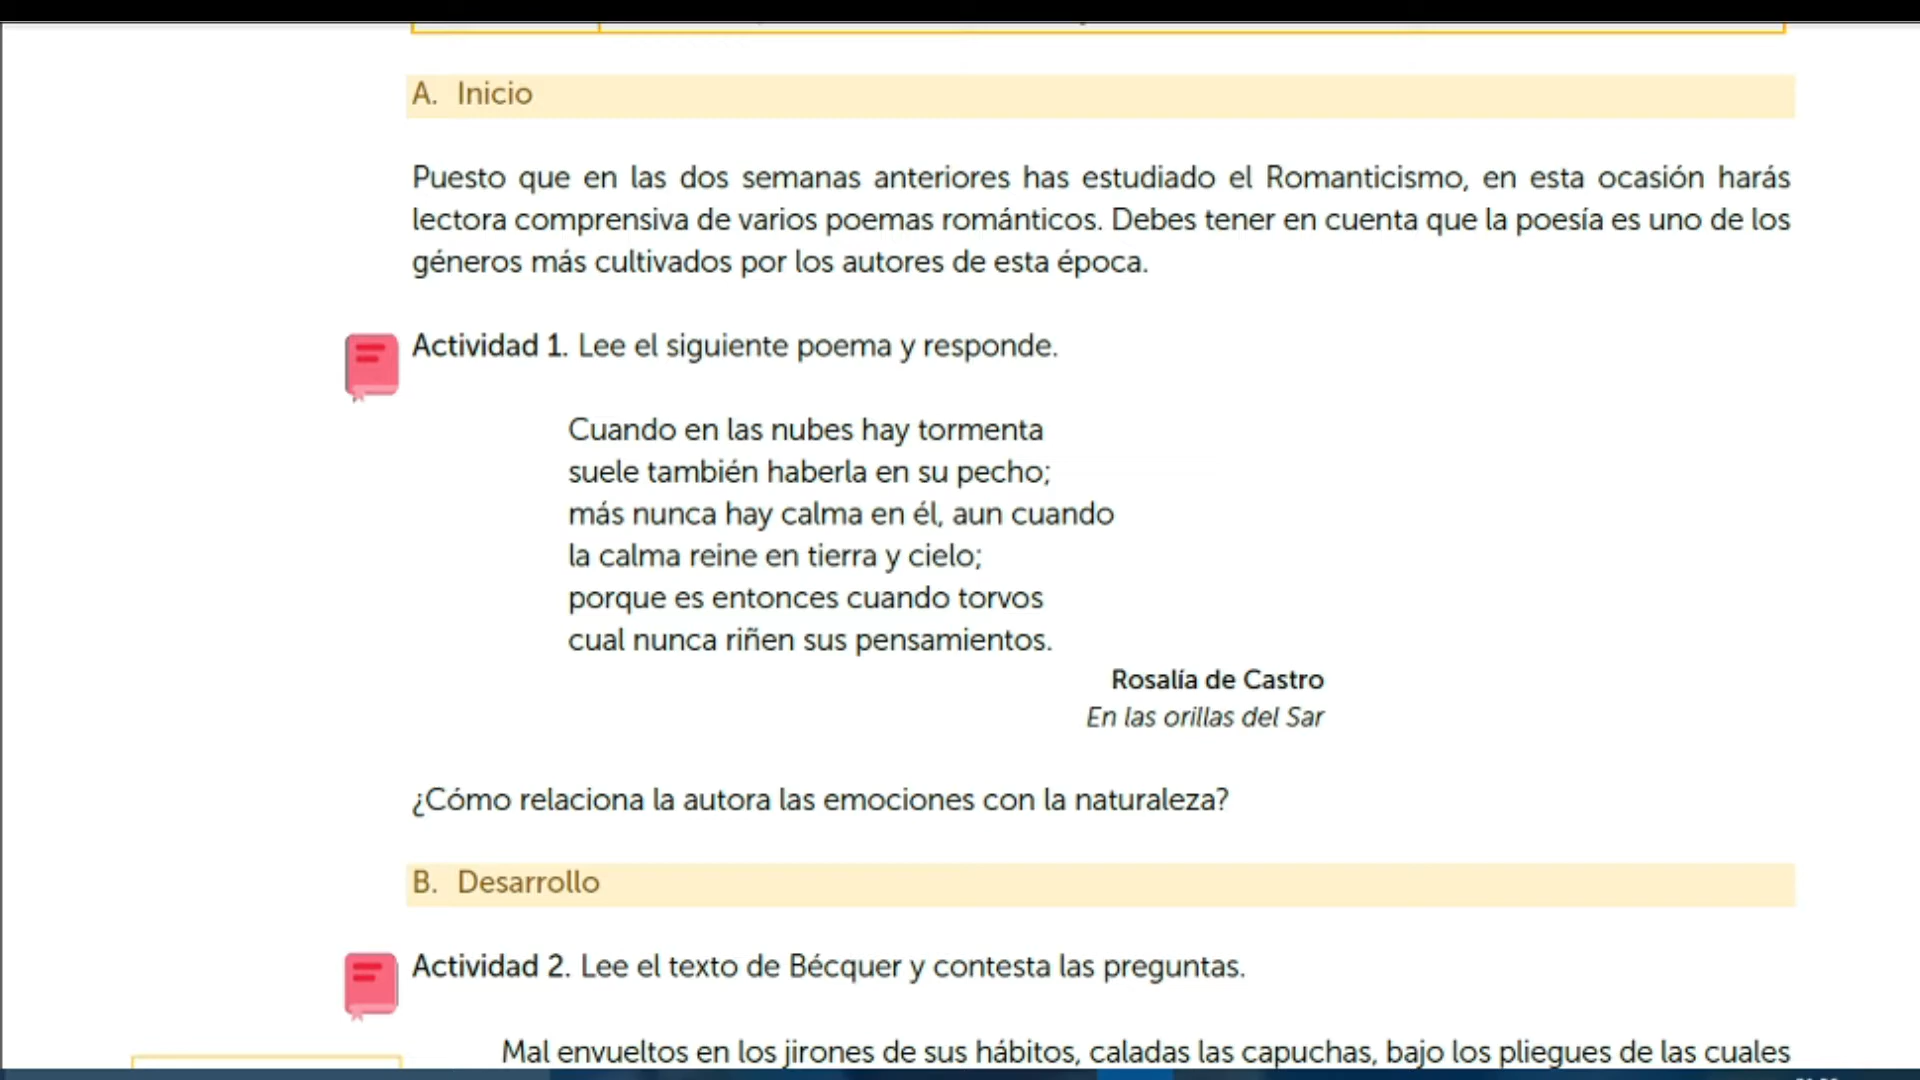 A. Inicio
Puesto que en las dos semanas anteriores has estudiado el Romanticismo, en esta ocasión harás
lectora comprensiva de varios poemas románticos. Debes tener en cuenta que la poesía es uno de los
géneros más cultivados por los autores de esta época.
Actividad 1. Lee el siguiente poema y responde.
Cuando en las nubes hay tormenta
suele también haberla en su pecho;
más nunca hay calma en él, aun cuando
la calma reine en tierra y cielo;
porque es entonces cuando torvos
cual nunca riñen sus pensamientos.
Rosalía de Castro
En las orillas del Sar
¿Cómo relaciona la autora las emociones con la naturaleza?
B. Desarrollo
Actividad 2. Lee el texto de Bécquer y contesta las preguntas.
Mal envueltos en los jirones de sus hábitos, caladas las capuchas, bajo los pliegues de las cuales